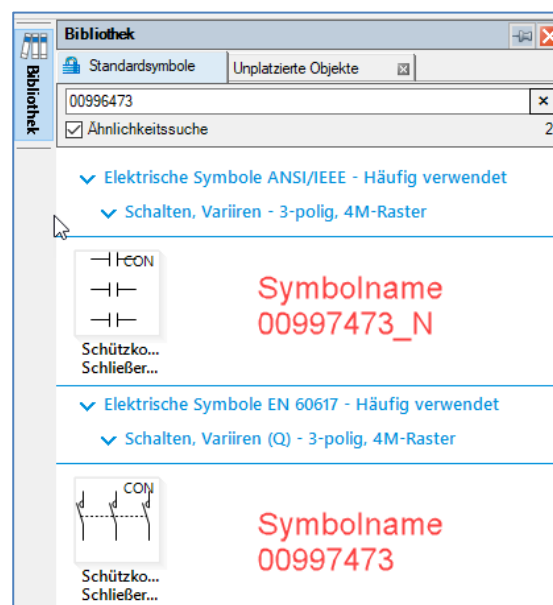 Bibliothek
Bibliothek
Standardsymbole
Unplatzierte Objekte
00996473
Ähnlichkeitssuche
2
Elektrische Symbole ANSI/IEEE - Häufig verwendet
Schalten, Variiren - 3-polig, 4M-Raster
CON
Symbolname
00997473_N
Schützko...
Schließer...
Elektrische Symbole EN 60617 - Häufig verwendet
Schalten, Variiren (Q) - 3-polig, 4M-Raster
CON
Symbolname
00997473
Schützko...
Schließer...